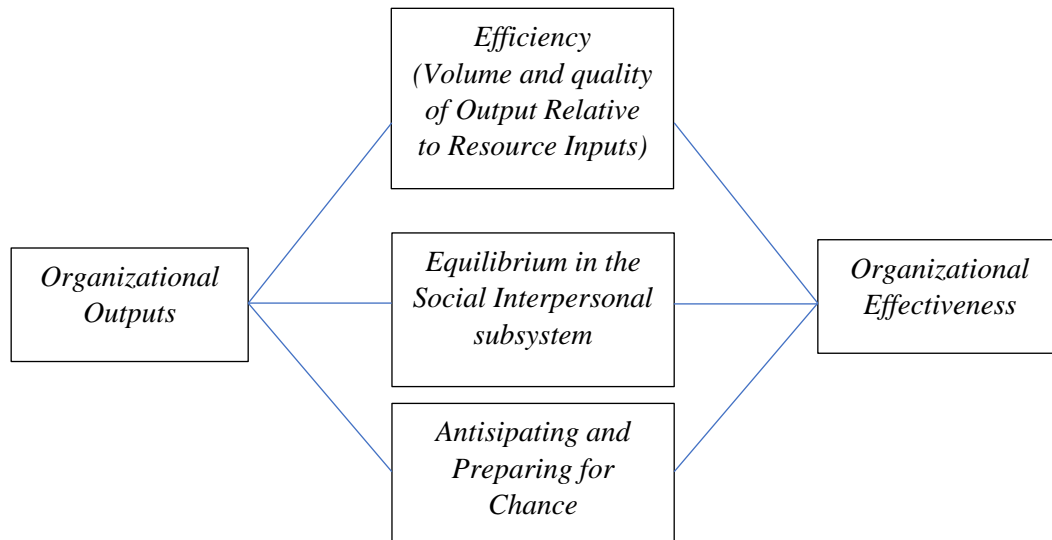 Efficiency
(Volume and quality
of Output Relative
to Resource Inputs)
Organizational
Outputs
Equilibrium in the
Social Interpersonal
subsystem
Organizational
Effectiveness
Antisipating and
Preparing for
Chance